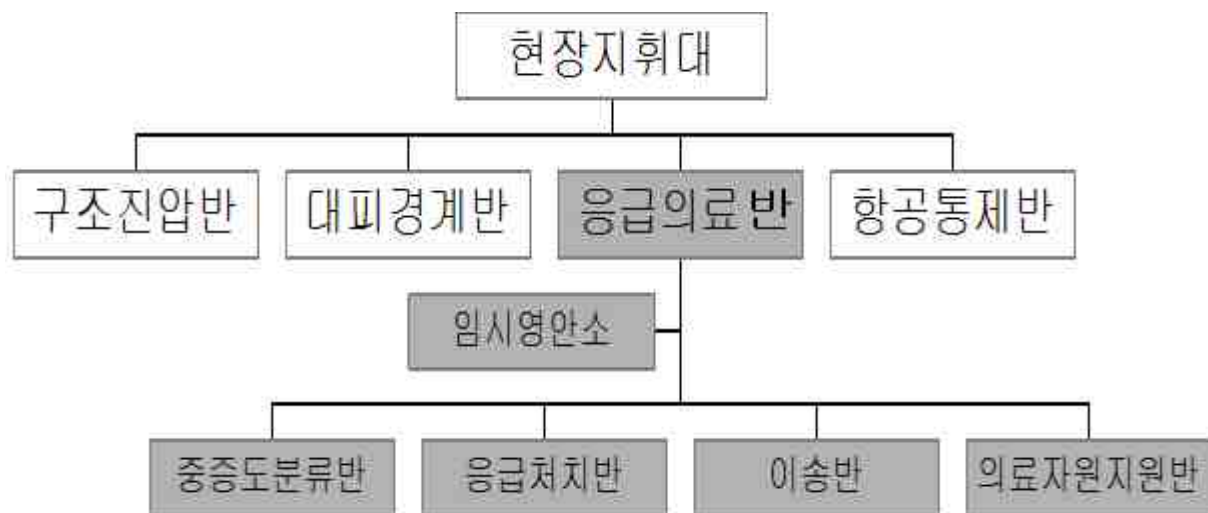 현장지휘대
구조진압반
대피경계반
응급의료반
항공통제반
임시영안소
중증도분류반
응급처치반
이송반
의료자원지원반